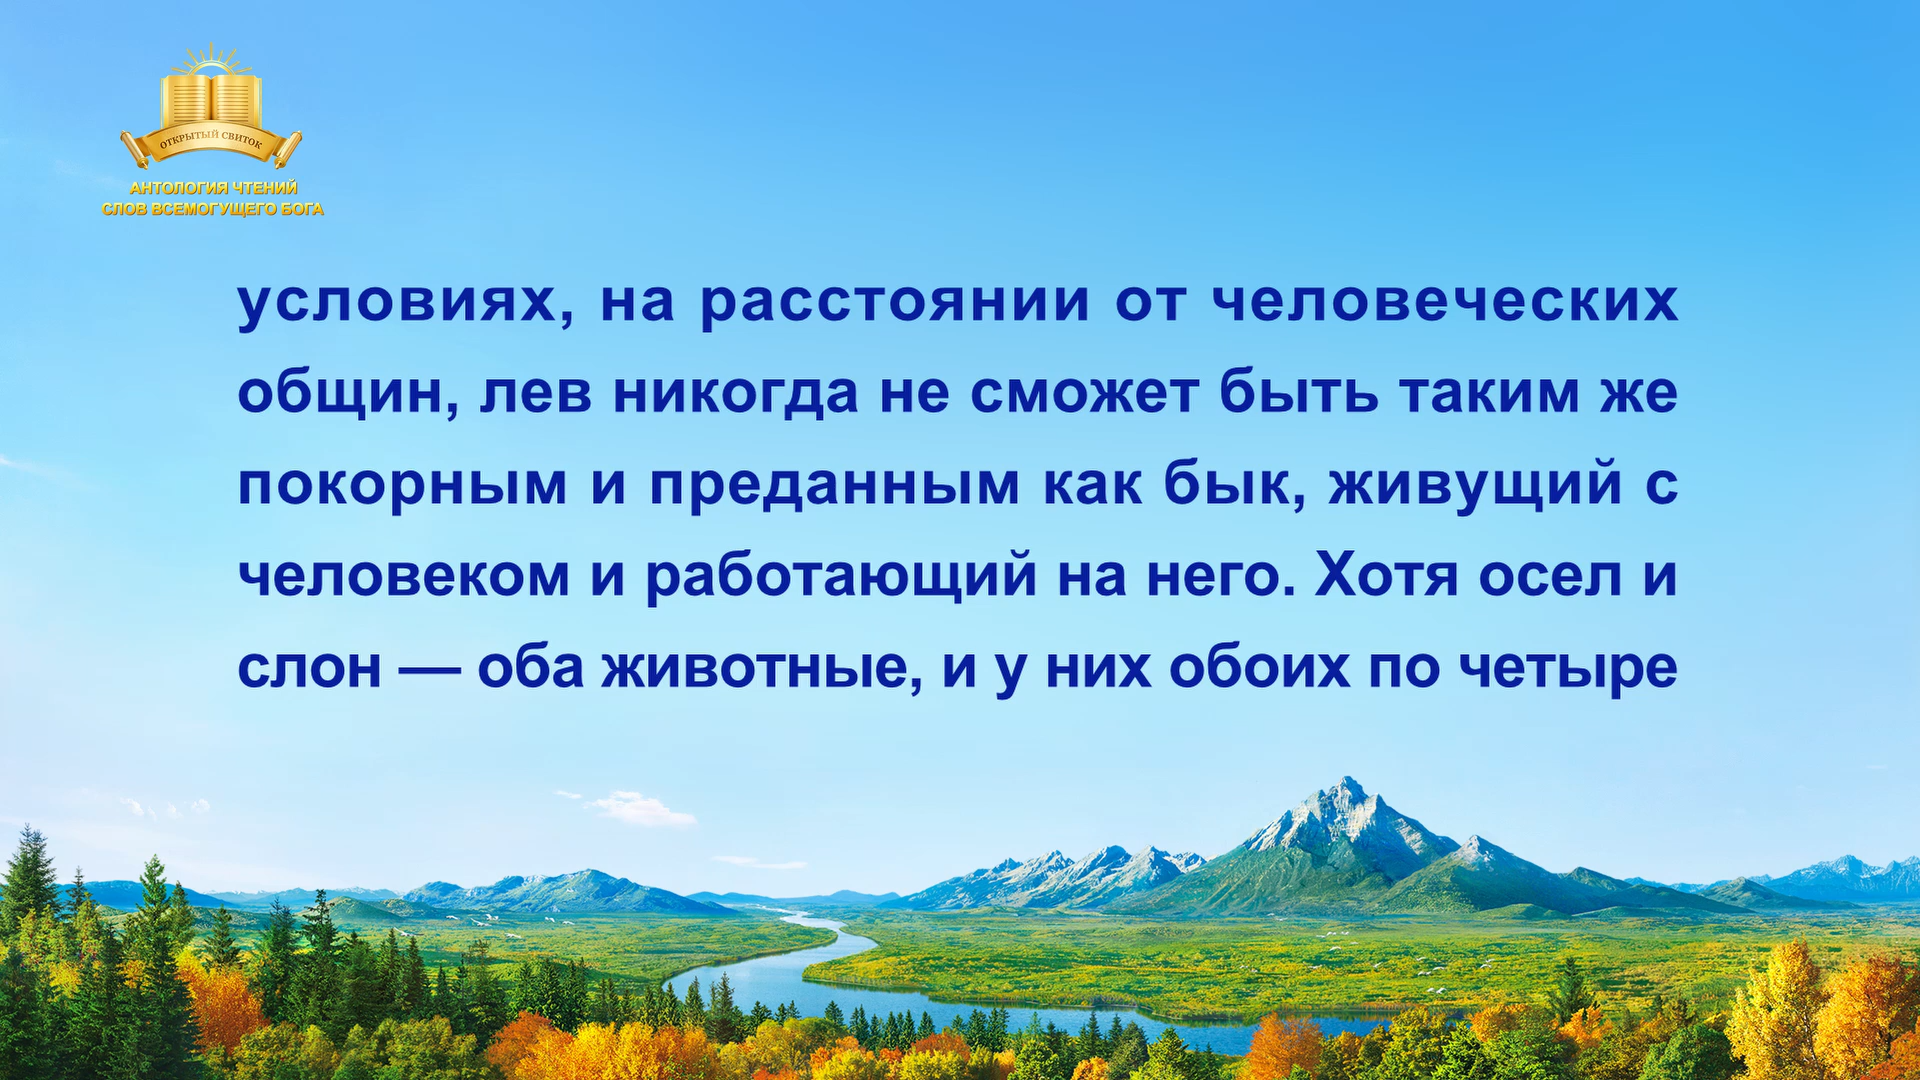 ОТКРЫТЫЙ СВИТОК
АНТОЛОГИЯ ЧТЕНИЙ
СЛОВ ВСЕМОГУЩЕГО БОГА
условиях, на расстоянии от человеческих
общин, лев никогда не сможет быть таким же
покорным и преданным как бык, живущий с
человеком и работающий на него. Хотя осел и
слон — оба животные, и у них обоих по четыре